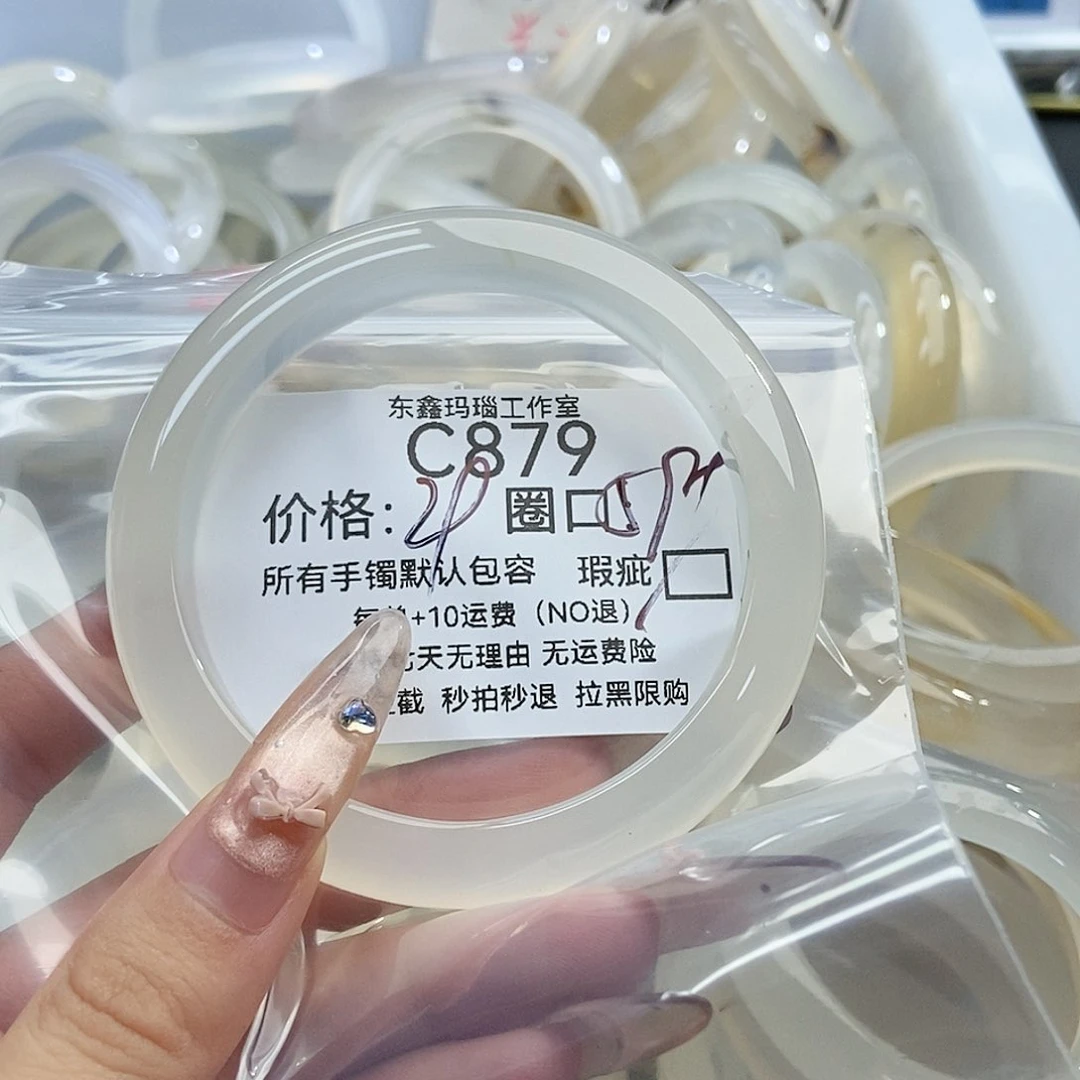 东鑫玛瑙工作室
C879
价格: 圈口 57
所有手镯默认包容 瑕疵
+10运费（NO退）
七天无理由 无运费险
截 秒拍秒退 拉黑限购